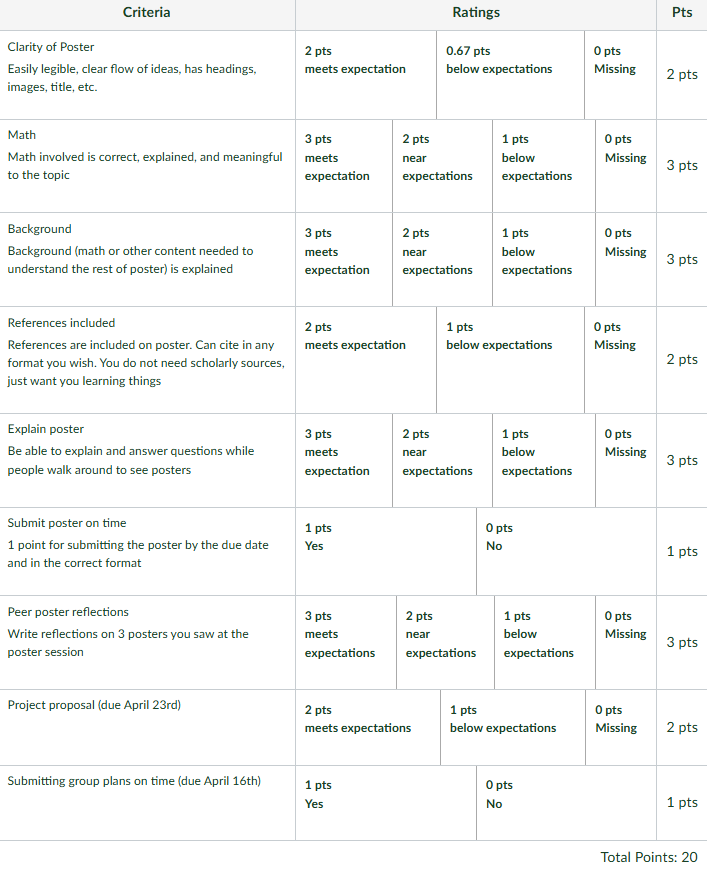 Criteria Ratings Pts
Clarity of Poster
Easily legible, clear flow of ideas, has headings,
images, title, etc.
2 pts
meets expectation
0.67 pts
below expectations
0 pts
Missing
2 pts
Math
Math involved is correct, explained, and meaningful
to the topic
3 pts
meets
expectation
2 pts
near
expectations
1 pts
below
expectations
0 pts
Missing
3 pts
Background
Background (math or other content needed to
understand the rest of poster) is explained
3 pts
meets
expectation
2 pts
near
expectations
1 pts
below
expectations
0 pts
Missing
3 pts
References included
References are included on poster. Can cite in any
format you wish. You do not need scholarly sources,
just want you learning things
2 pts
meets expectation
1 pts
below expectations
0 pts
Missing
2 pts
Explain poster
Be able to explain and answer questions while
people walk around to see posters
3 pts
meets
expectation
2 pts
near
expectations
1 pts
below
expectations
0 pts
Missing
3 pts
Submit poster on time
1 point for submitting the poster by the due date
and in the correct format
1 pts
Yes
0 pts
No
1 pts
Peer poster reflections
Write reflections on 3 posters you saw at the
poster session
3 pts
meets
expectations
2 pts
near
expectations
1 pts
below
expectations
0 pts
Missing
3 pts
Project proposal (due April 23rd)
2 pts
meets expectations
1 pts
below expectations
0 pts
Missing
2 pts
Submitting group plans on time (due April 16th)
1 pts
Yes
0 pts
No
1 pts
Total Points: 20